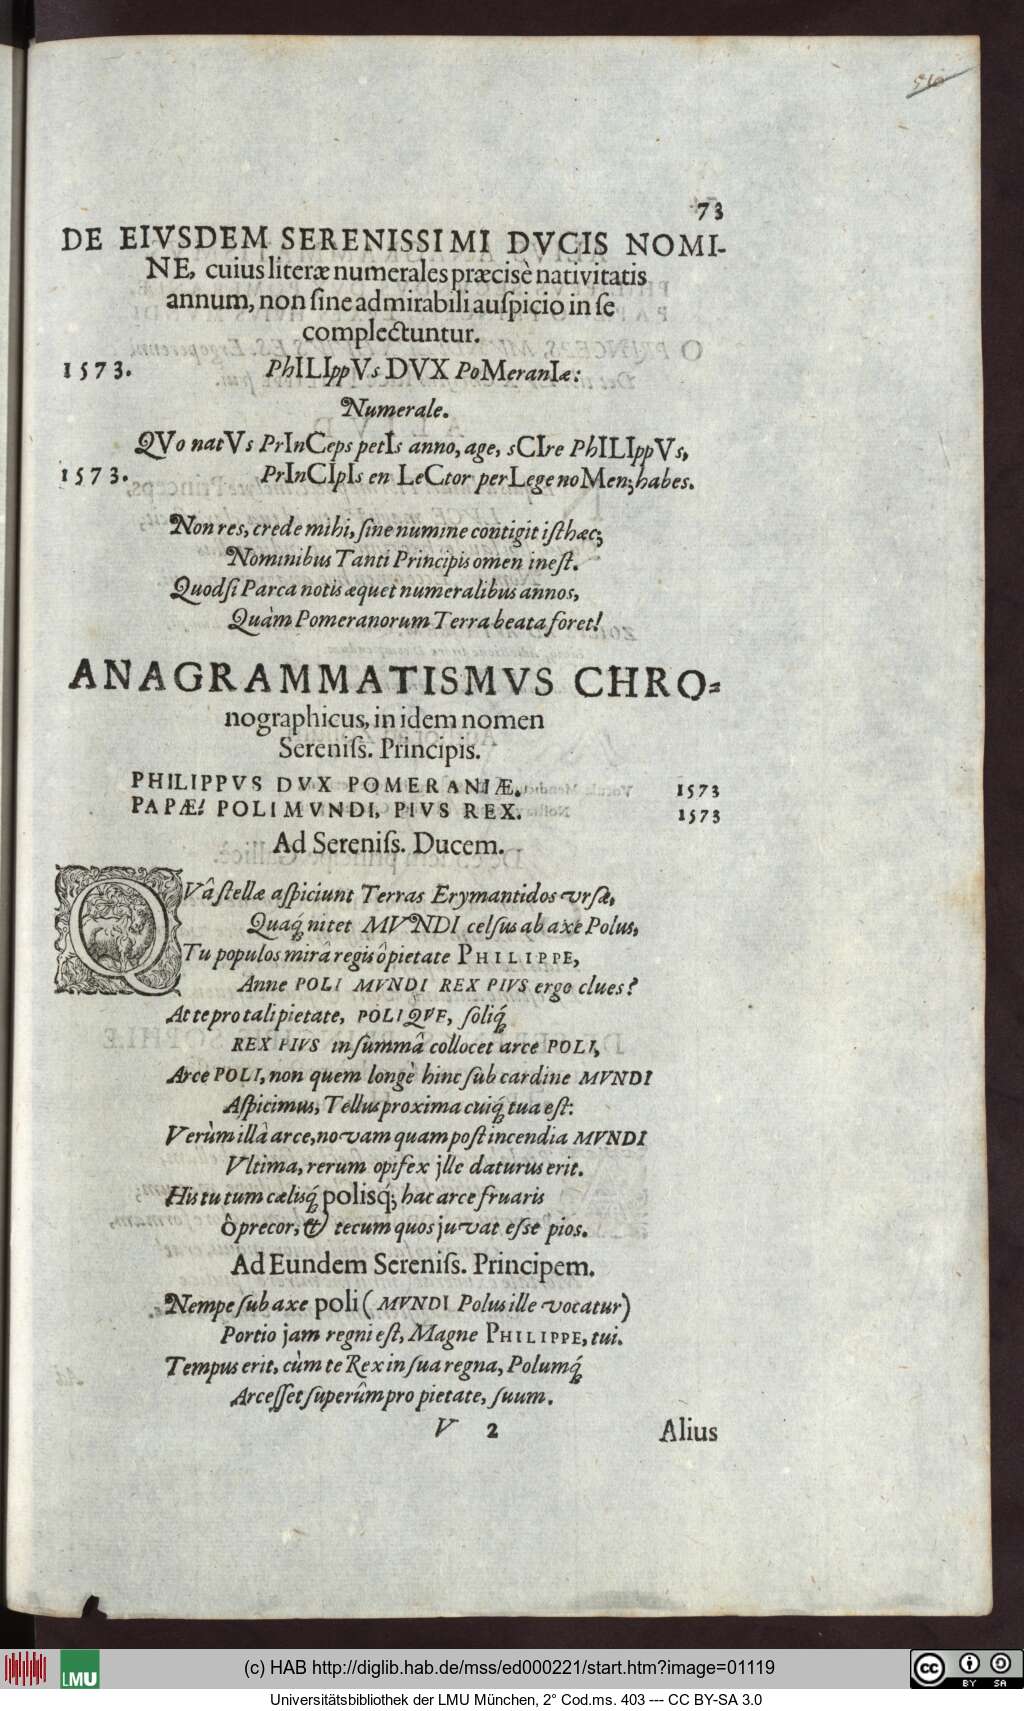 73
DE EIVSDEM SERENISSIMI DVCIS NOMI-
NE, cuius literæ numerales præcisè nativitatis
annum, non ſine admirabili auſpicio in ſe
complectuntur.
1573. PhILIppVs DVX PoMeranIæ:
Numerale.
QVo natVs PrInCeps petIs anno, age, sCIre PhILIppVs,
1573. PrInCIpIs en LeCtor perLege noMen; habes.
Non res, crede mihi, ſine numine contigit iſthæc;
Nominibus Tanti Principis omen ineſt.
Quodſi Parca notis æquet numeralibus annos,
Quàm Pomeranorum Terra beata foret!
ANAGRAMMATISMVS CHRO-
nographicus, in idem nomen
Sereniſs. Principis.
PHILIPPVS DVX POMERANIÆ. 1573
PAPÆ! POLI MVNDI, PIVS REX. 1573
Ad Sereniſs. Ducem.
QVâ ſtellæ aſpiciunt Terras Erymantidos vrſæ,
Quaq́ nitet MVNDI celſus ab axe Polus,
Tu populos mirâ regis ô pietate PHILIPPE,
Anne POLI MVNDI REX PIVS ergo clues?
At te pro tali pietate, POLIQVE, ſoliq́
REX PIVS in ſummâ collocet arce POLI,
Arce POLI, non quem longè hinc ſub cardine MVNDI
Aſpicimus, Tellus proxima cuiq́ tua eſt:
Verùm illâ arce, novam quam poſt incendia MVNDI
Vltima, rerum opifex jlle daturus erit.
His tu tum cæliſq́ polisq́; hac arce fruaris
ô precor, & tecum quos juvat eſse pios.
Ad Eundem Sereniſs. Principem.
Nempe ſub axe poli (MVNDI Polus ille vocatur)
Portio jam regni eſt, Magne PHILIPPE, tui.
Tempus erit, cùm te Rex in ſua regna, Polumq́
Arceſſet ſuperûm pro pietate, ſuum.
V 2 Alius
LMU
(c) HAB http://diglib.hab.de/mss/ed000221/start.htm?image=01119
cc BY SA
Universitätsbibliothek der LMU München, 2° Cod.ms. 403 --- CC BY-SA 3.0